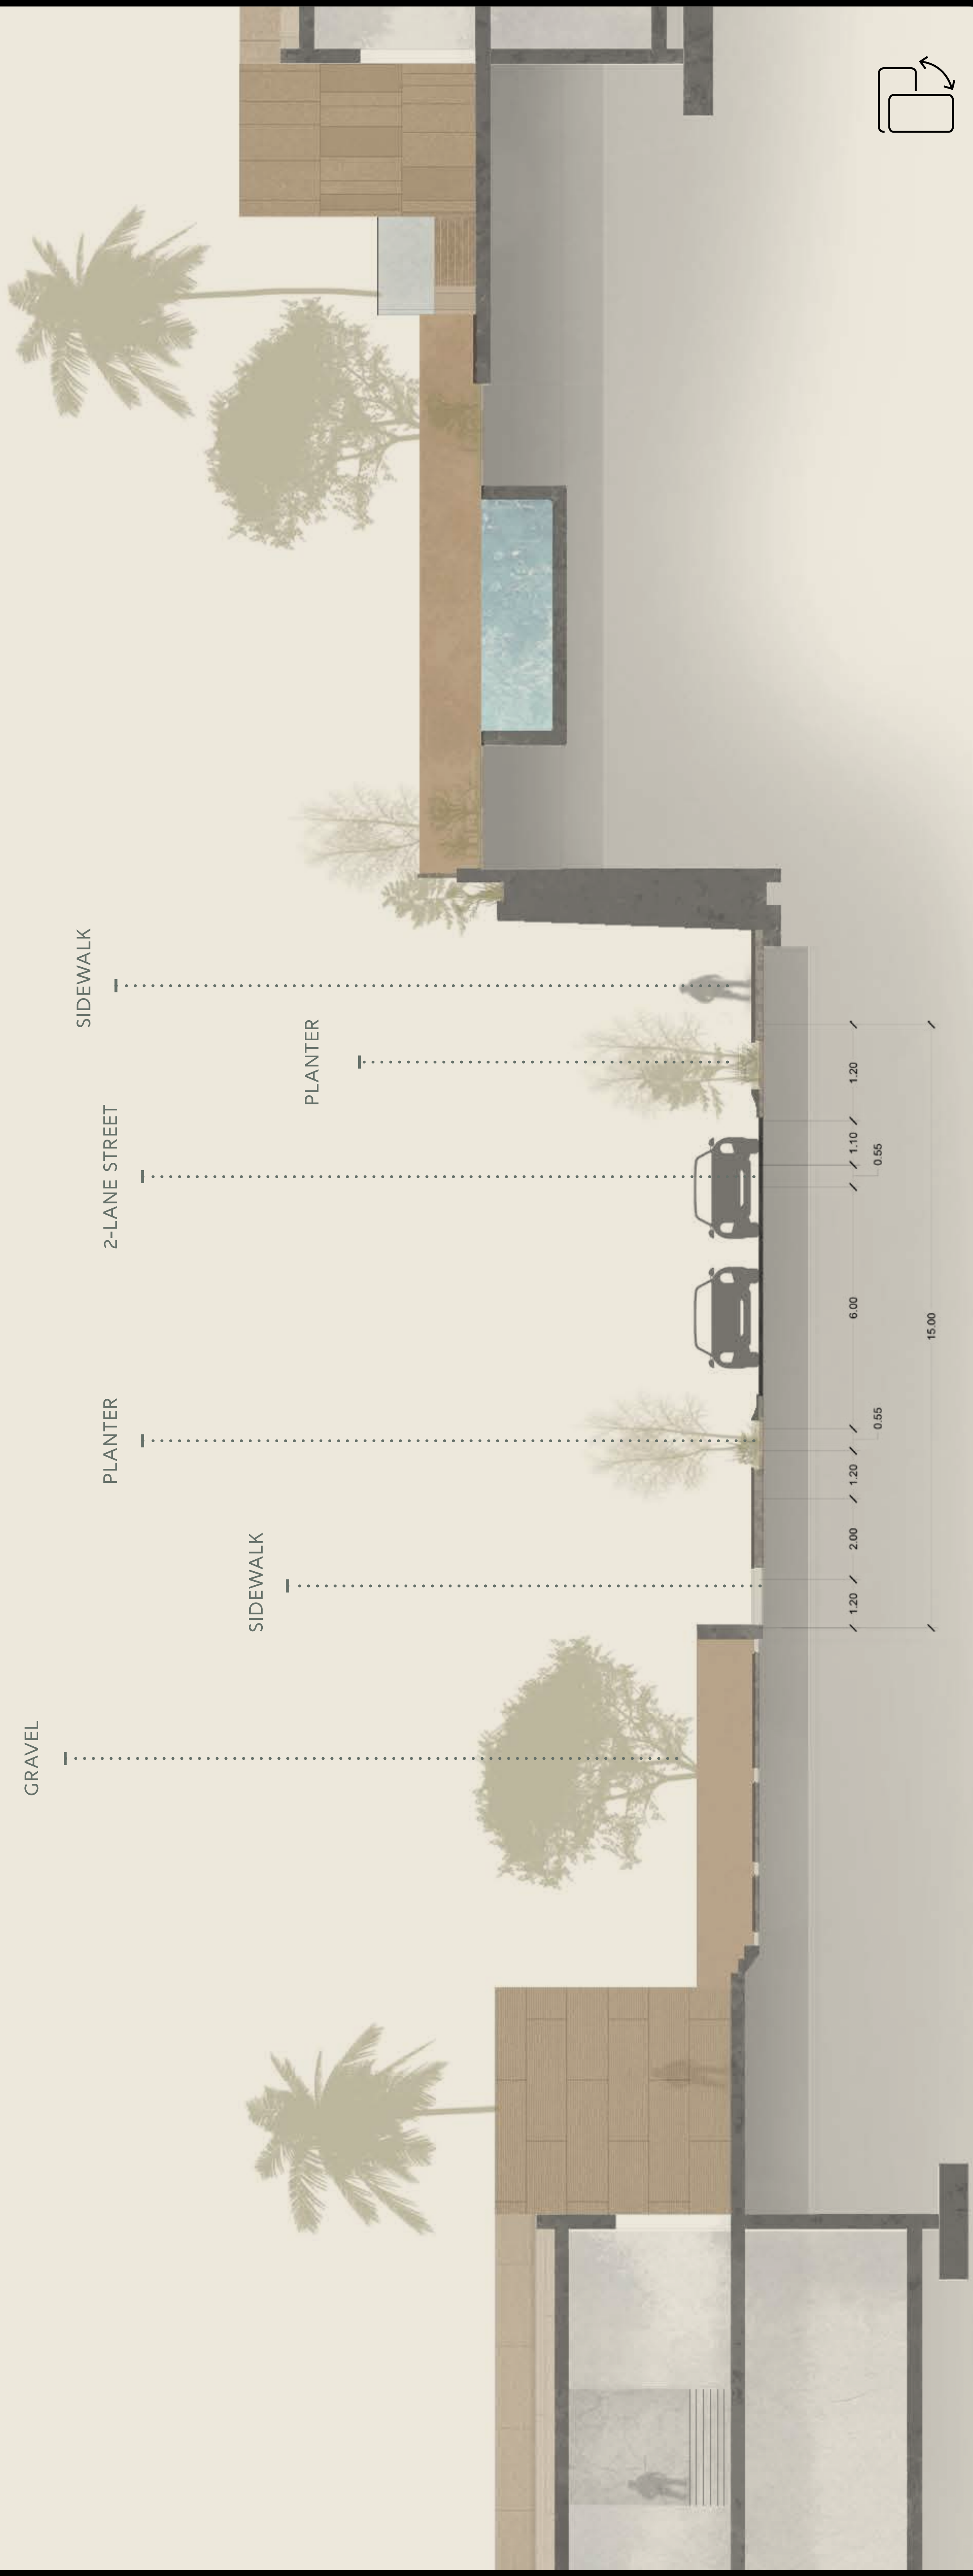 GRAVEL
SIDEWALK
PLANTER
2-LANE STREET
PLANTER
SIDEWALK
1.20 2.00 1.20 6.00 1.10 1.20
0.55 0.55
15.00